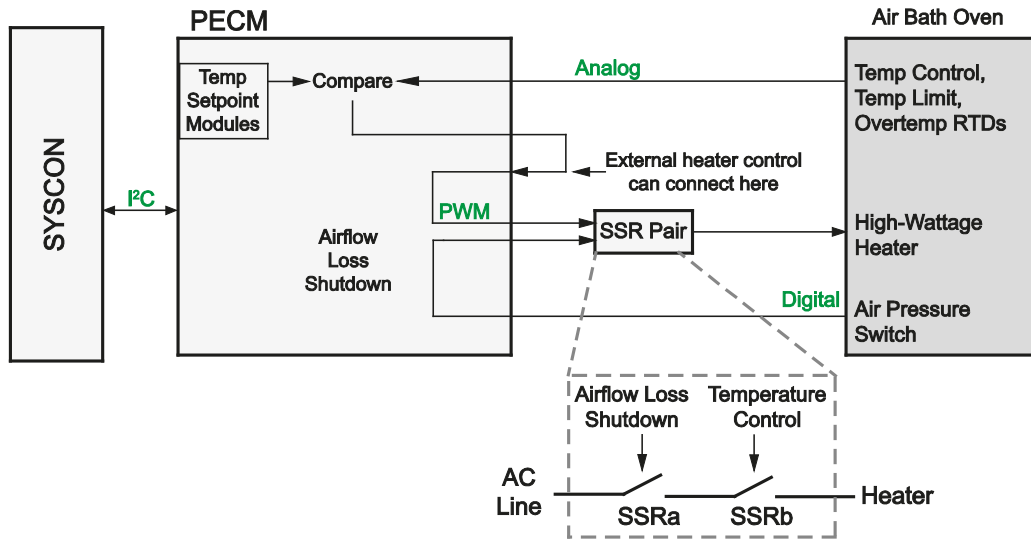 PECM
Air Bath Oven
SYSCON
I²C
Temp
Setpoint
Modules
Compare
Analog
Temp Control,
Temp Limit,
Overtemp RTDs
External heater control
can connect here
PWM
SSR Pair
High-Wattage
Heater
Airflow
Loss
Shutdown
Digital
Air Pressure
Switch
Airflow Loss
Shutdown
Temperature
Control
AC
Line
SSRa
SSRb
Heater